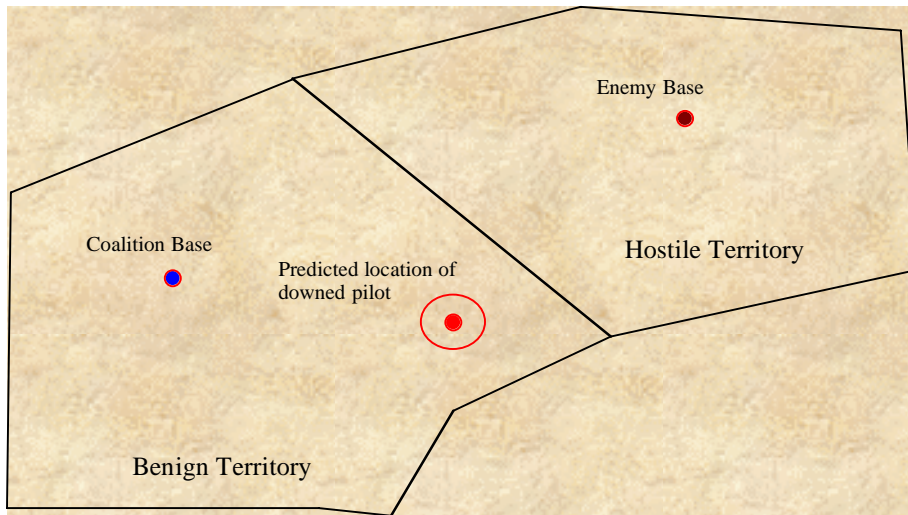 Enemy Base
Coalition Base
Hostile Territory
Predicted location of
downed pilot
Benign Territory